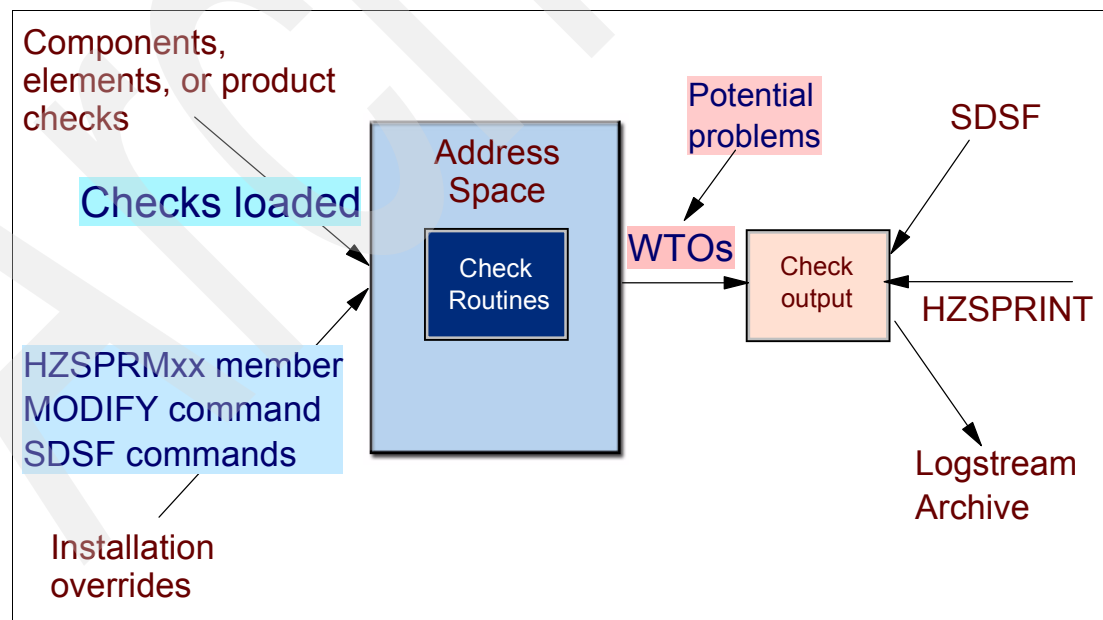 Components,
elements, or product
checks
Checks loaded
HZSPRMxx member
MODIFY command
SDSF commands
Installation
overrides
Address
Space
Check
Routines
Potential
problems
WTOs
Check
output
SDSF
HZSPRINT
Logstream
Archive